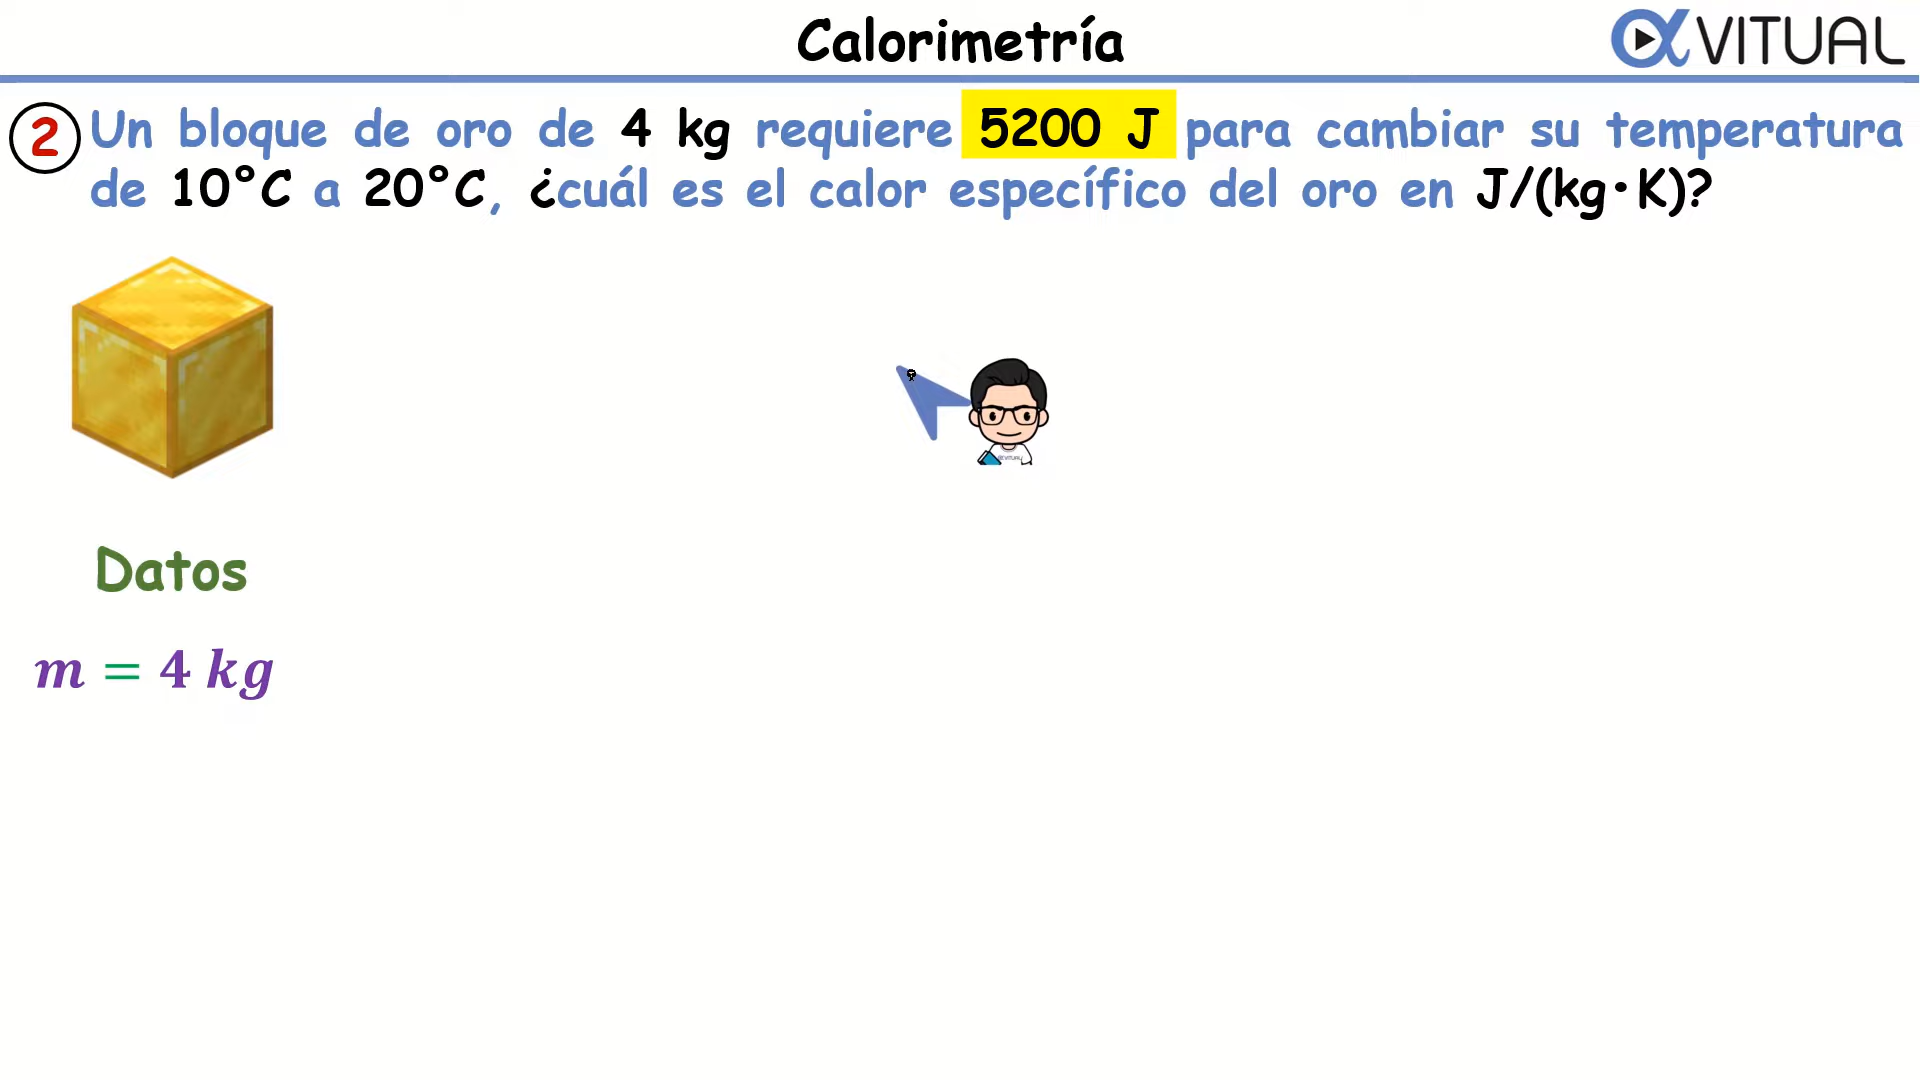 Calorimetría
VITUAL
2 Un bloque de oro de 4 kg requiere 5200 J para cambiar su temperatura
de 10°C a 20°C, ¿cuál es el calor específico del oro en J/(kg·K)?
Datos
m = 4 kg